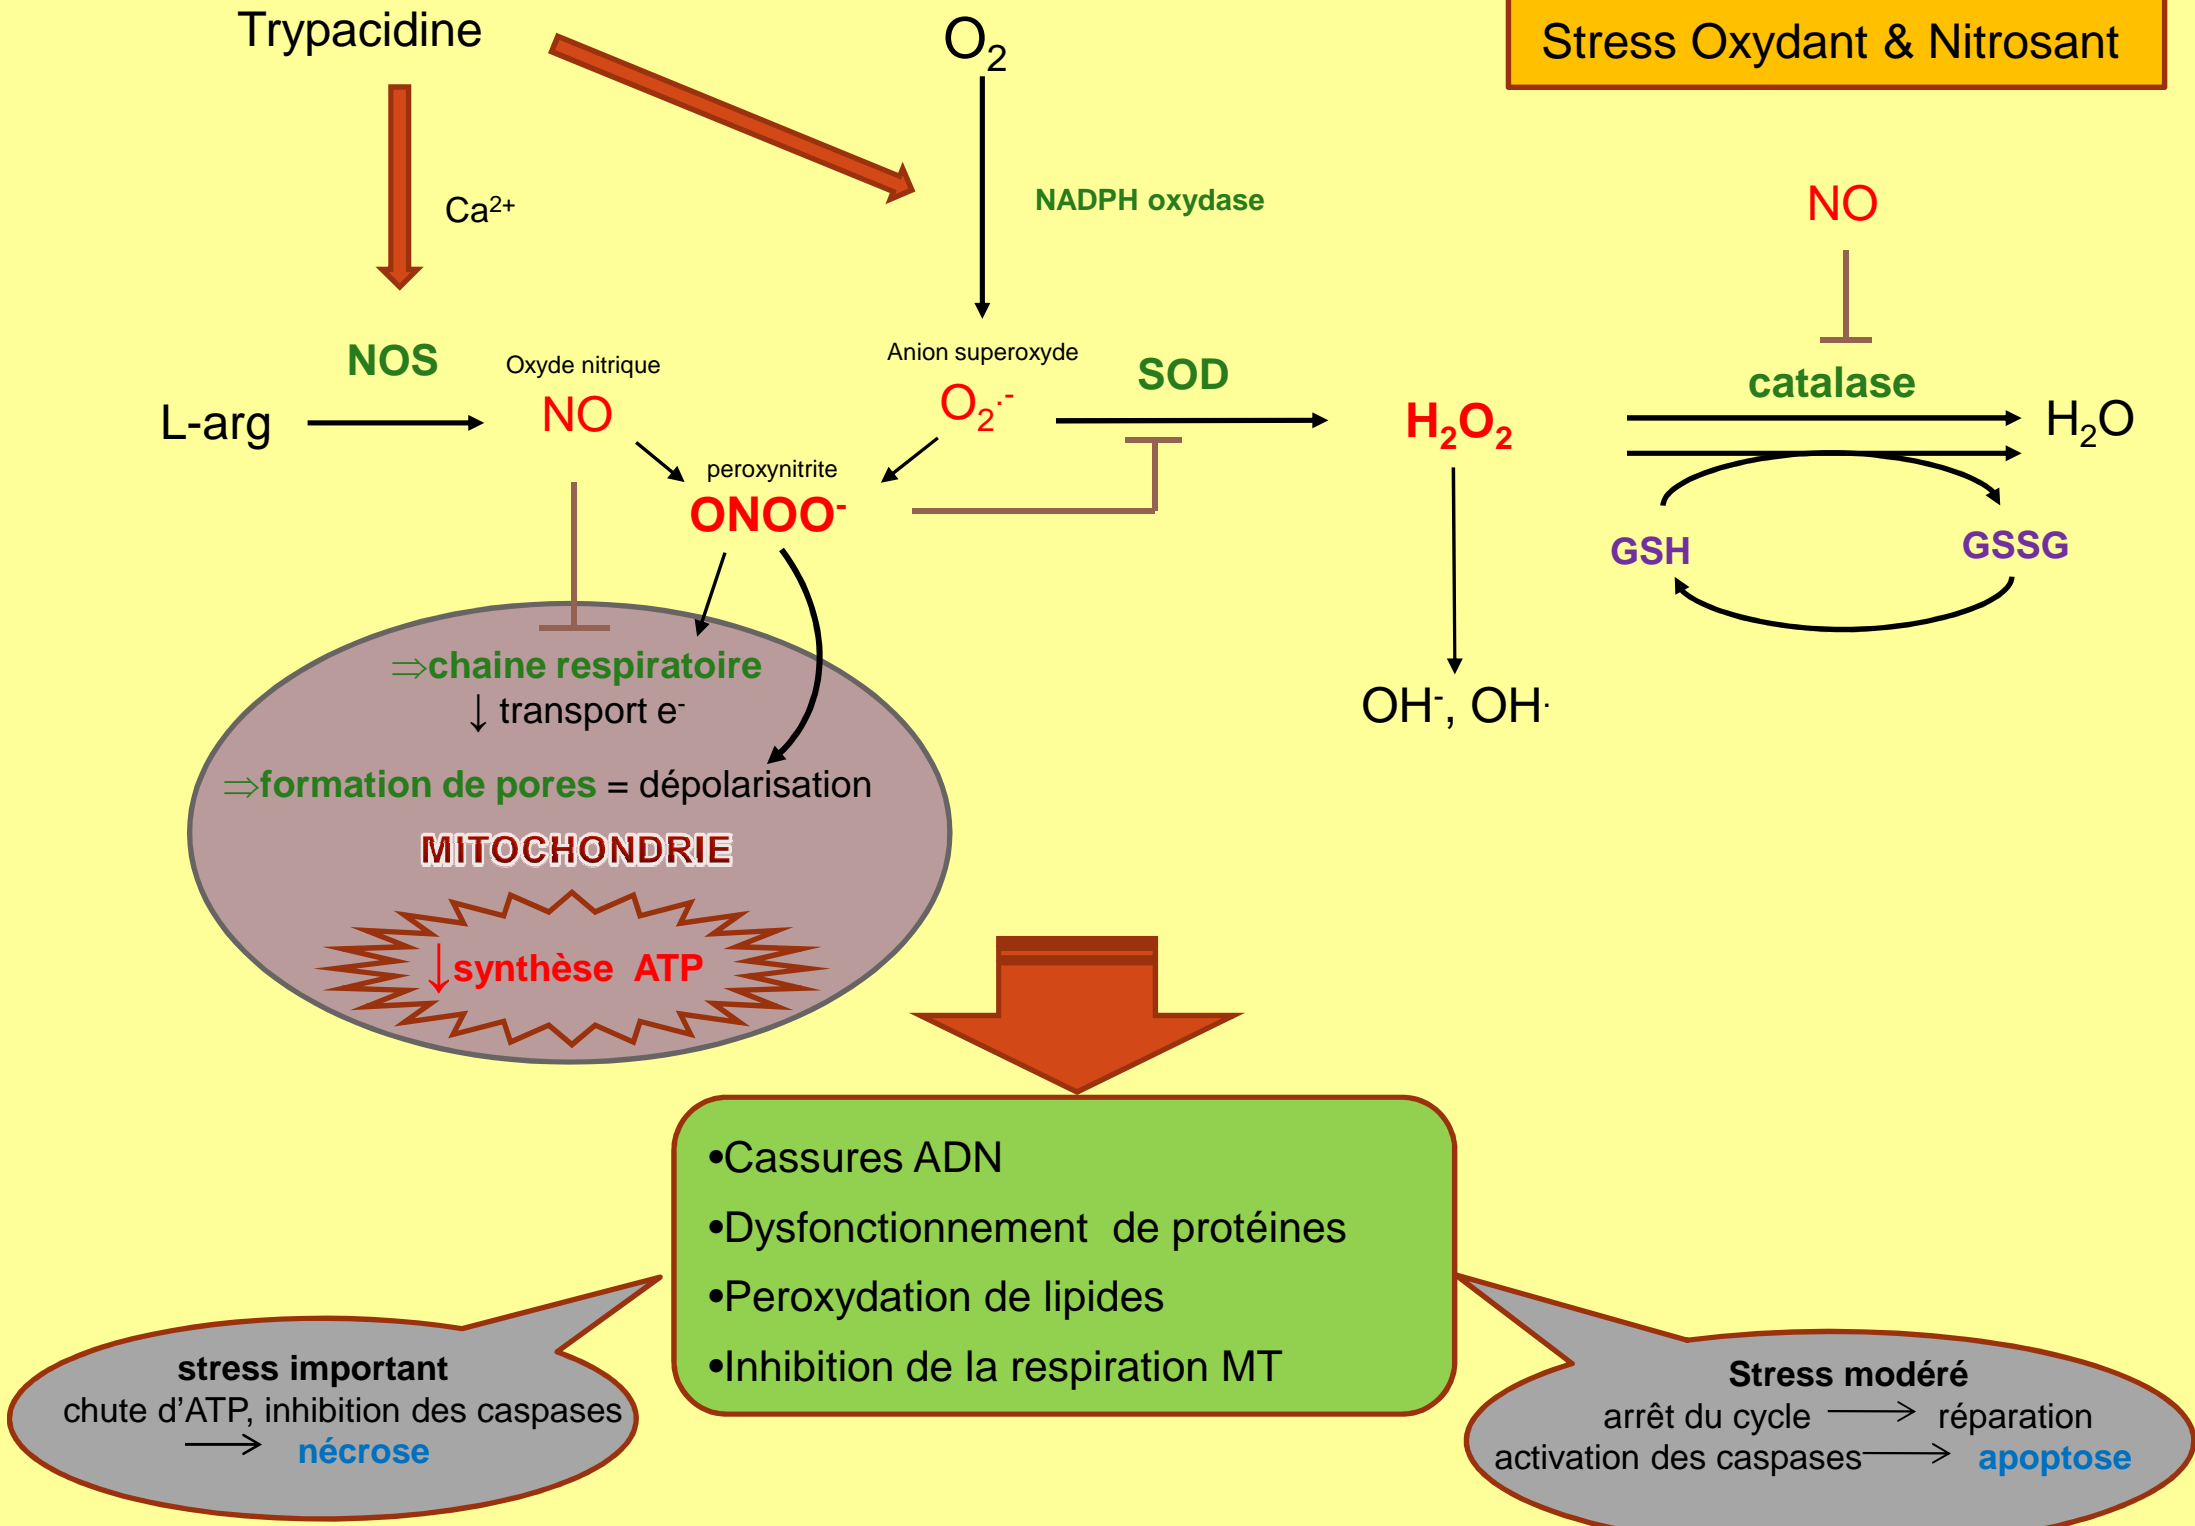 Trypacidine
O₂
Stress Oxydant & Nitrosant
Ca²⁺
NADPH oxydase
NO
NOS
Oxyde nitrique
Anion superoxyde
SOD
catalase
L-arg
NO
O₂·⁻
H₂O₂
H₂O
peroxynitrite
ONOO⁻
GSH
GSSG
⇒chaine respiratoire
↓ transport e⁻
OH⁻, OH·
⇒formation de pores = dépolarisation
MITOCHONDRIE
↓synthèse ATP
•Cassures ADN
•Dysfonctionnement de protéines
•Peroxydation de lipides
•Inhibition de la respiration MT
stress important
chute d’ATP, inhibition des caspases
→ nécrose
Stress modéré
arrêt du cycle → réparation
activation des caspases → apoptose